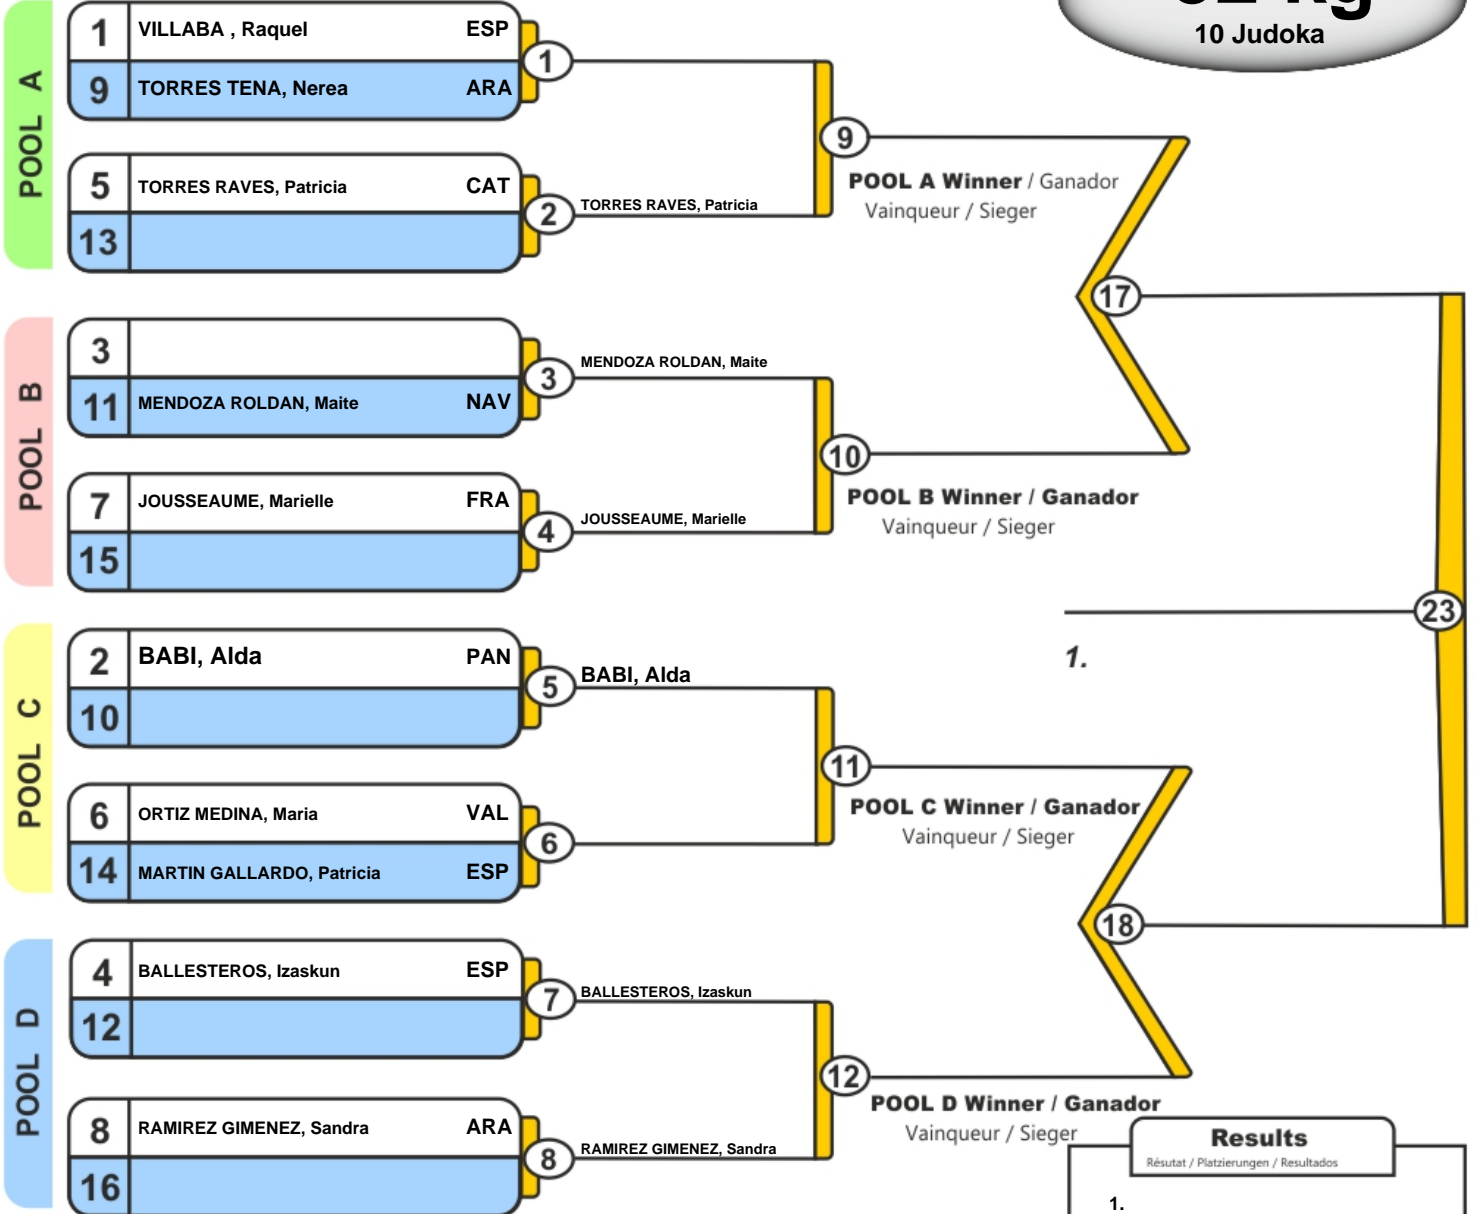 10 Judoka
POOL A
1 VILLABA , Raquel ESP
9 TORRES TENA, Nerea ARA
1
5 TORRES RAVES, Patricia CAT
13
2 TORRES RAVES, Patricia
9
POOL A Winner / Ganador
Vainqueur / Sieger
17
POOL B
3
11 MENDOZA ROLDAN, Maite NAV
3 MENDOZA ROLDAN, Maite
7 JOUSSEAUME, Marielle FRA
15
4 JOUSSEAUME, Marielle
10
POOL B Winner / Ganador
Vainqueur / Sieger
23
1.
POOL C
2 BABI, Alda PAN
10
5 BABI, Alda
6 ORTIZ MEDINA, Maria VAL
14 MARTIN GALLARDO, Patricia ESP
6
11
POOL C Winner / Ganador
Vainqueur / Sieger
18
POOL D
4 BALLESTEROS, Izaskun ESP
12
7 BALLESTEROS, Izaskun
8 RAMIREZ GIMENEZ, Sandra ARA
16
8 RAMIREZ GIMENEZ, Sandra
12
POOL D Winner / Ganador
Vainqueur / Sieger
Results
Résutat / Platzierungen / Resultados
1.